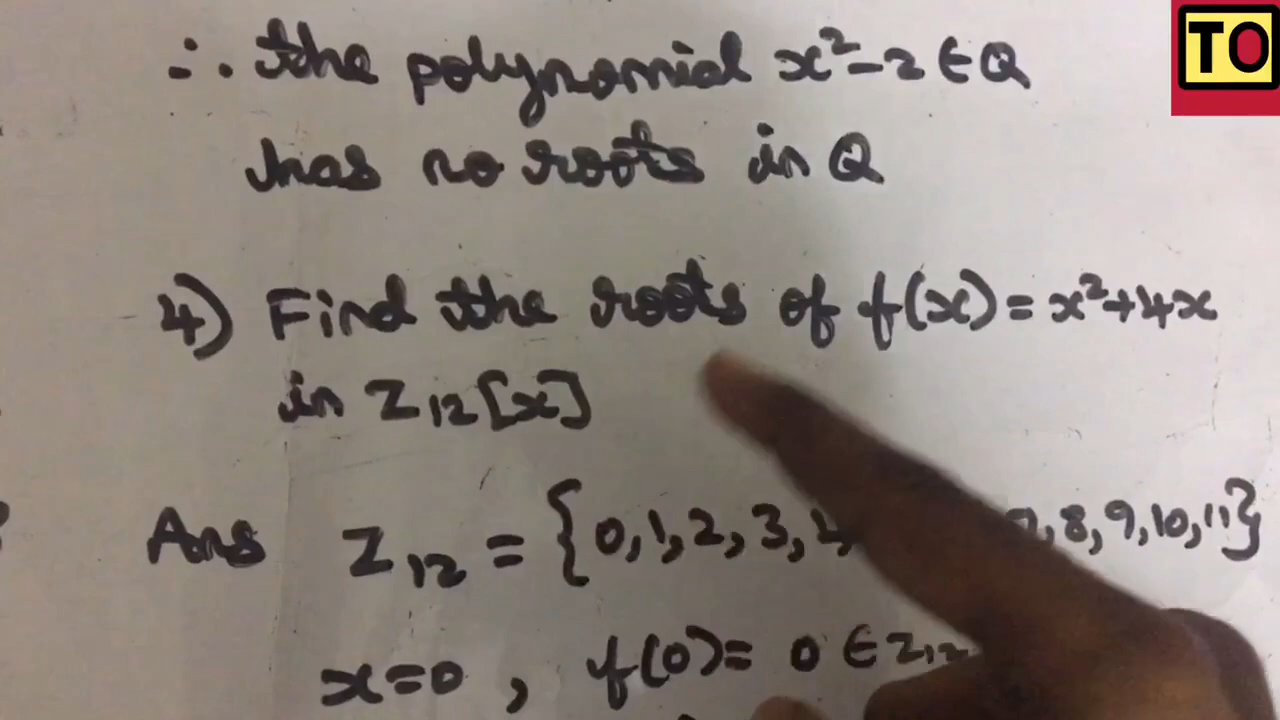 TO
∴ the polynomial x²-2 ∈ Q
has no roots in Q
4) Find the roots of f(x) = x²+4x
in Z₁₂[x]
Ans Z₁₂ = {0, 1, 2, 3, 8, 9, 10, 11}
x=0 , f(0)= 0 ∈ Z₁₂